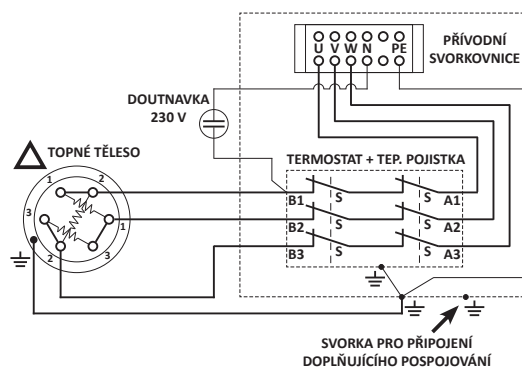 U V W N PE
PŘÍVODNÍ
SVORKOVNICE
DOUTNAVKA
230 V
TOPNÉ TĚLESO
TERMOSTAT + TEP. POJISTKA
1 2
3 1
2 3
B1 S S A1
B2 S S A2
B3 S S A3
SVORKA PRO PŘIPOJENÍ
DOPLŇUJÍCÍHO POSPOJOVÁNÍ